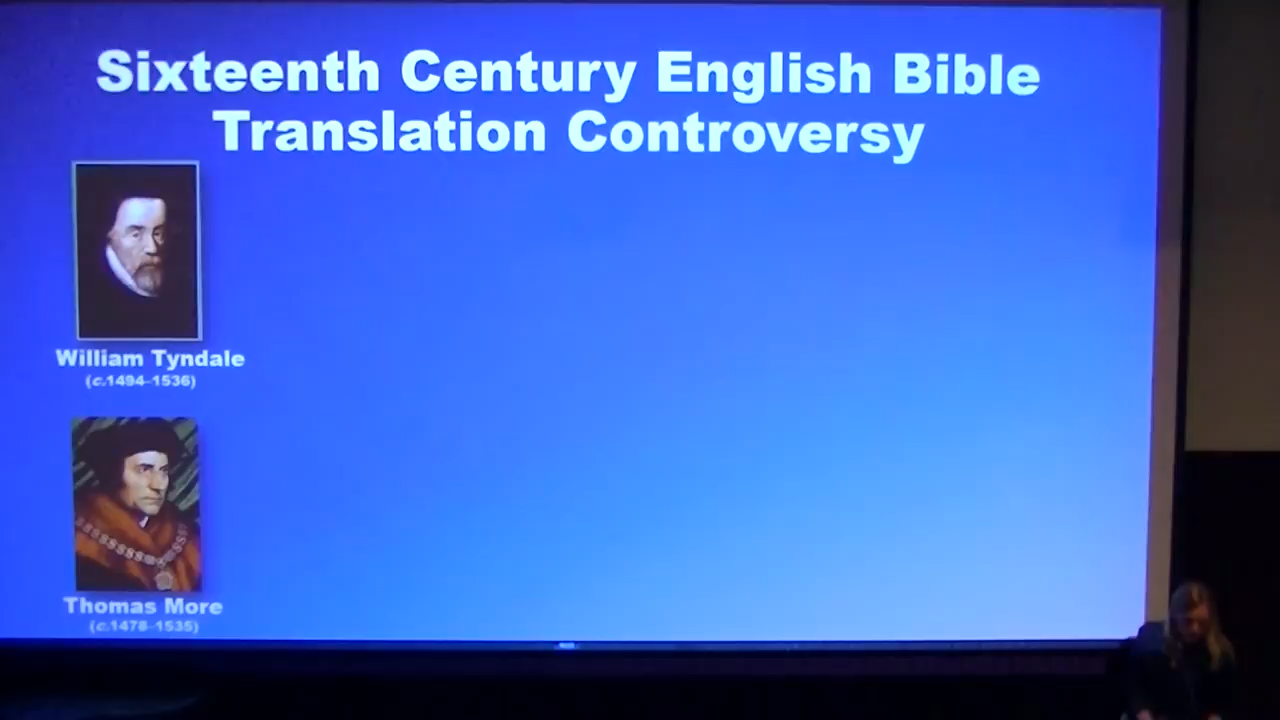 Sixteenth Century English Bible
Translation Controversy
William Tyndale
(c.1494–1536)
Thomas More
(c.1478–1535)